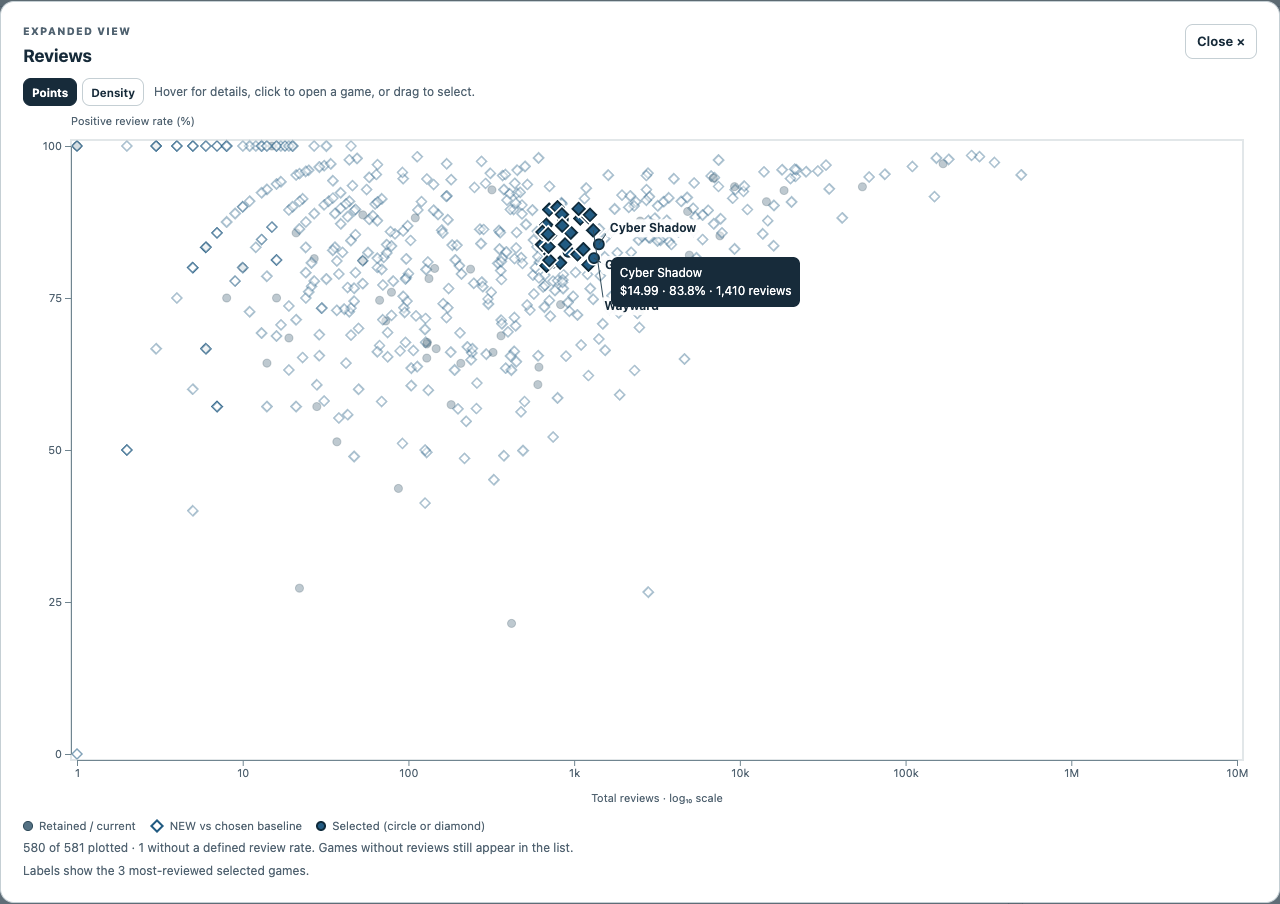 EXPANDED VIEW
Reviews
Close ×
Points
Density
Hover for details, click to open a game, or drag to select.
Positive review rate (%)
100
75
50
25
0
Cyber Shadow
Cyber Shadow
$14.99 · 83.8% · 1,410 reviews
Wayward
1
10
100
1k
10k
100k
1M
10M
Total reviews · log₁₀ scale
Retained / current
NEW vs chosen baseline
Selected (circle or diamond)
580 of 581 plotted · 1 without a defined review rate. Games without reviews still appear in the list.
Labels show the 3 most-reviewed selected games.